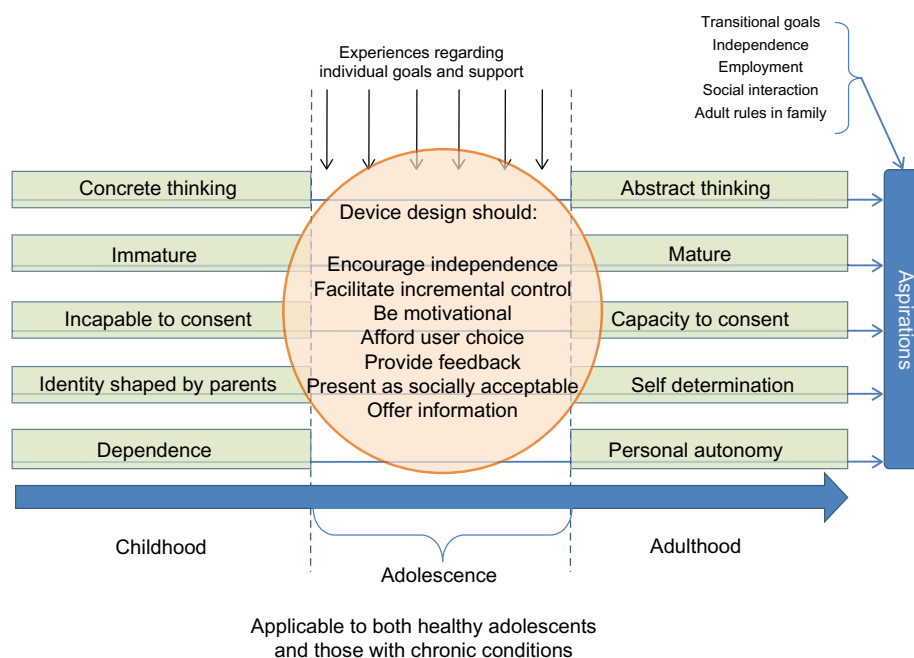 Transitional goals
Independence
Employment
Social interaction
Adult rules in family
Experiences regarding
individual goals and support
Concrete thinking
Abstract thinking
Device design should:
Immature
Mature
Encourage independence
Facilitate incremental control
Be motivational
Afford user choice
Provide feedback
Present as socially acceptable
Offer information
Incapable to consent
Capacity to consent
Identity shaped by parents
Self determination
Dependence
Personal autonomy
Aspirations
Childhood
Adulthood
Adolescence
Applicable to both healthy adolescents
and those with chronic conditions